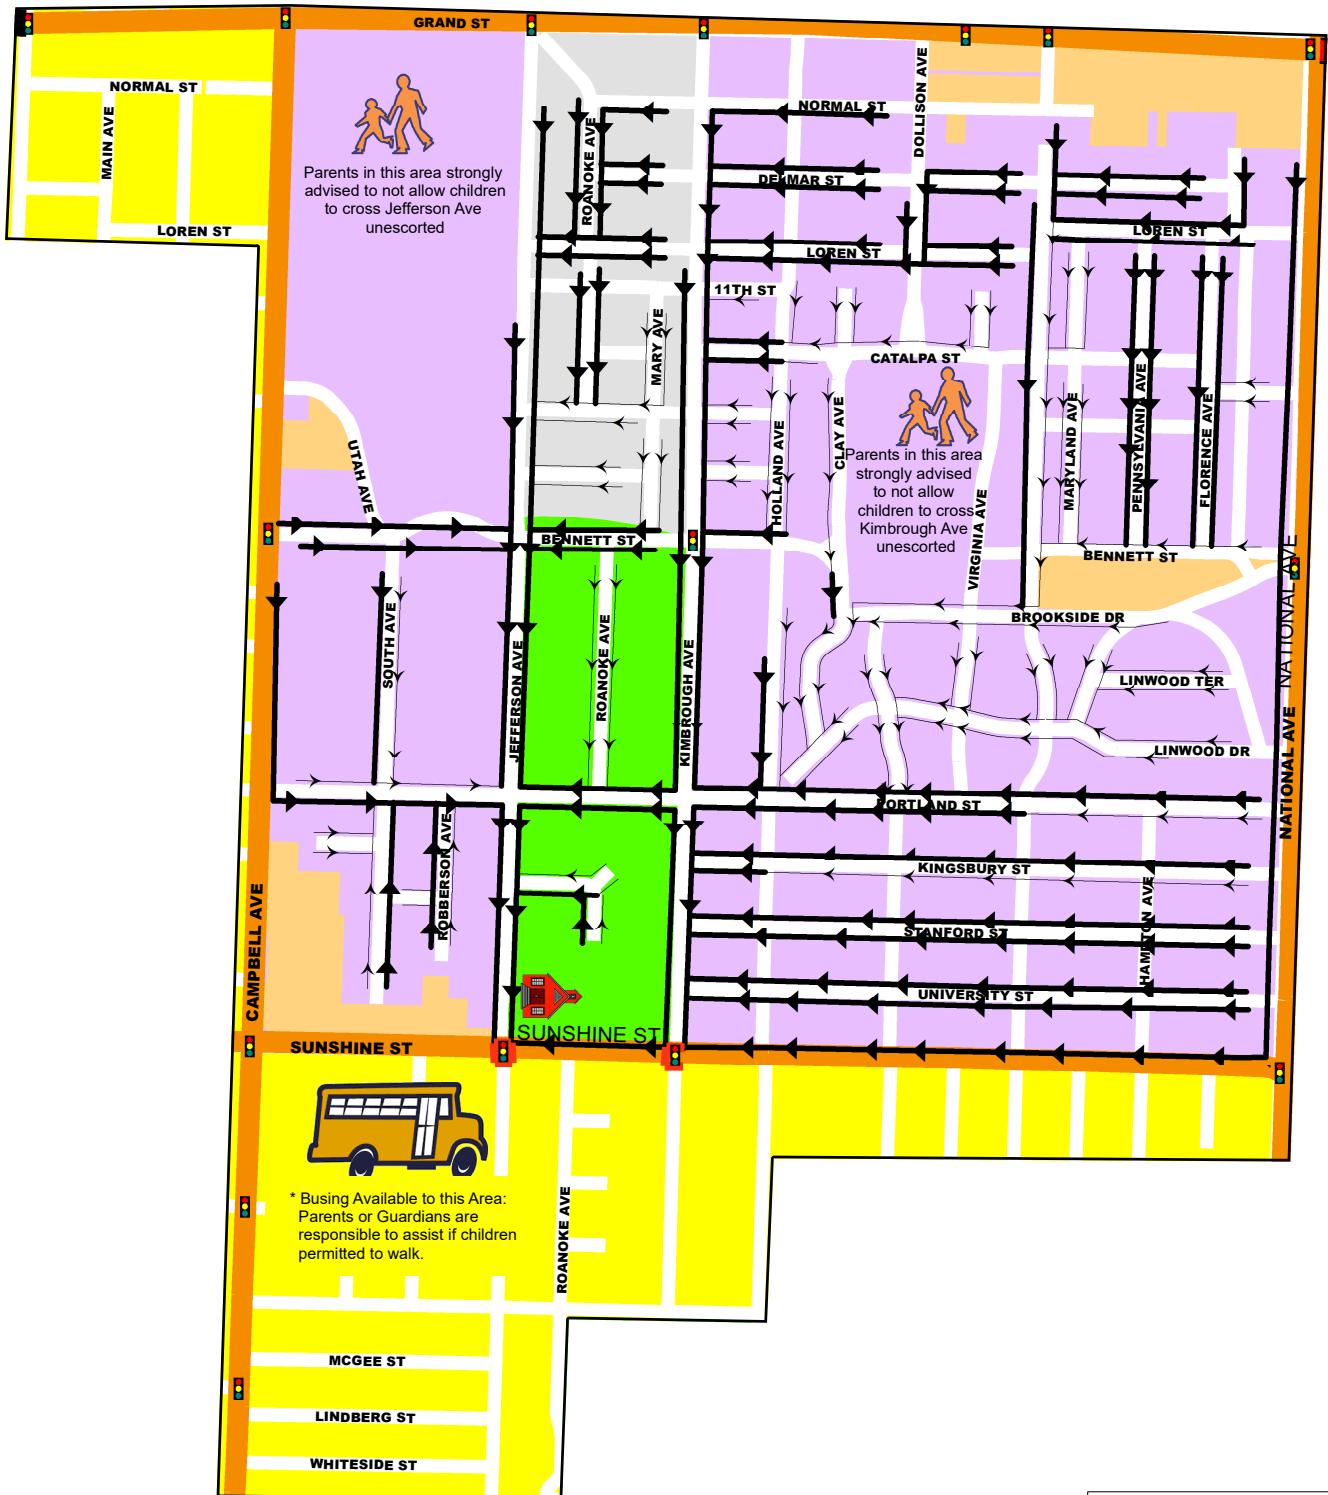 GRAND ST
NORMAL ST
MAIN AVE
LOREN ST
Parents in this area strongly
advised to not allow children
to cross Jefferson Ave
unescorted
ROANOKE AVE
NORMAL ST
DOLLISON AVE
DELMAR ST
LOREN ST
LOREN ST
11TH ST
MARY AVE
CATALPA ST
CLAY AVE
HOLLAND AVE
Parents in this area
strongly advised
to not allow
children to cross
Kimbrough Ave
unescorted
VIRGINIA AVE
MARYLAND AVE
PENNSYLVANIA AVE
FLORENCE AVE
UTAH AVE
BENNETT ST
BENNETT ST
NATIONAL AVE
BROOKSIDE DR
SOUTH AVE
JEFFERSON AVE
ROANOKE AVE
KIMBROUGH AVE
LINWOOD TER
LINWOOD DR
NATIONAL AVE
PORTLAND ST
ROBBERSON AVE
KINGSBURY ST
HAMPTON AVE
STANFORD ST
UNIVERSITY ST
CAMPBELL AVE
SUNSHINE ST
SUNSHINE ST
* Busing Available to this Area:
Parents or Guardians are
responsible to assist if children
permitted to walk.
ROANOKE AVE
MCGEE ST
LINDBERG ST
WHITESIDE ST